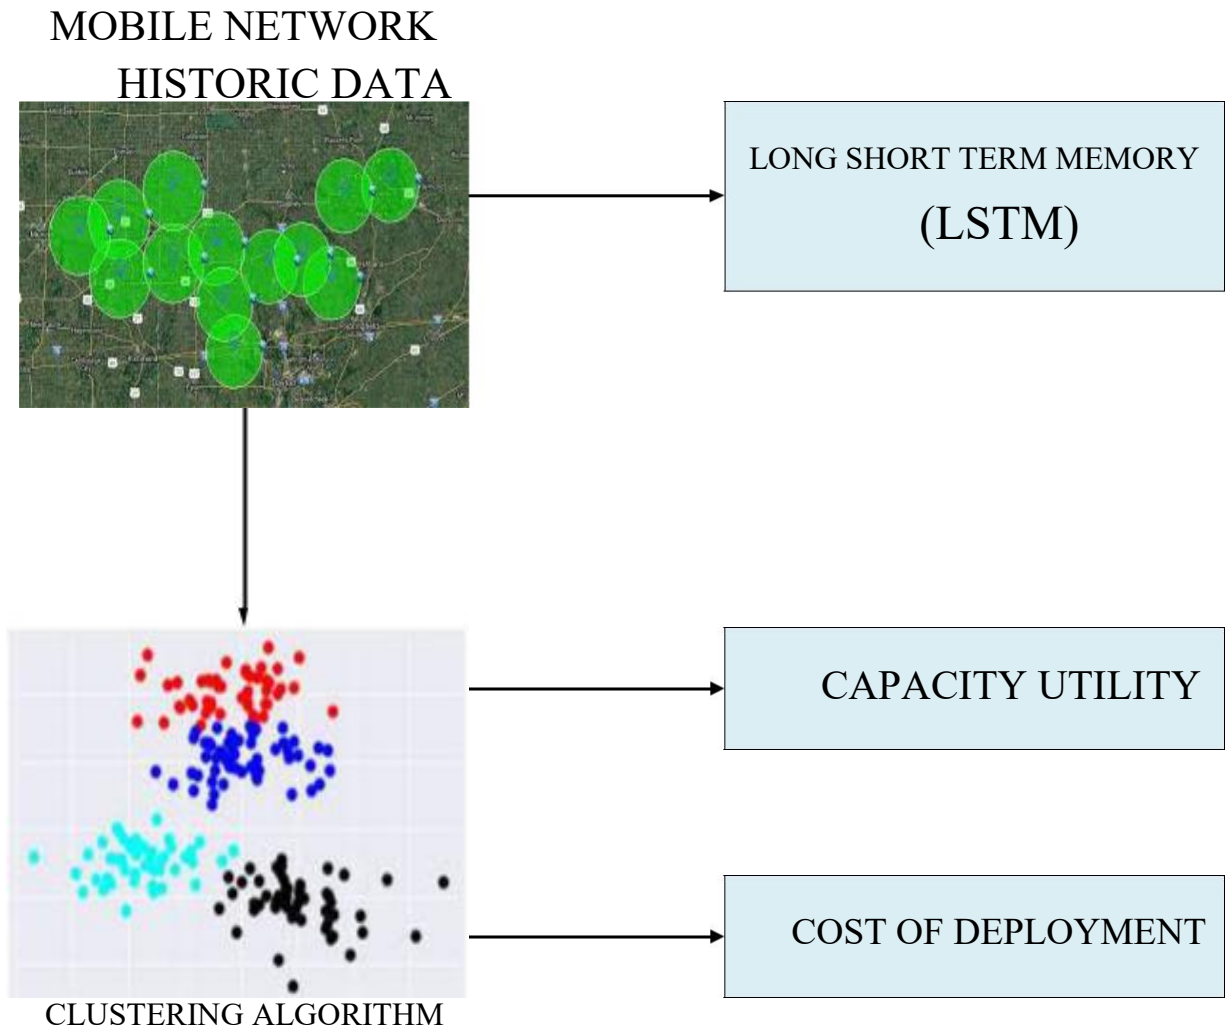 MOBILE NETWORK
HISTORIC DATA
LONG SHORT TERM MEMORY
(LSTM)
CAPACITY UTILITY
COST OF DEPLOYMENT
CLUSTERING ALGORITHM